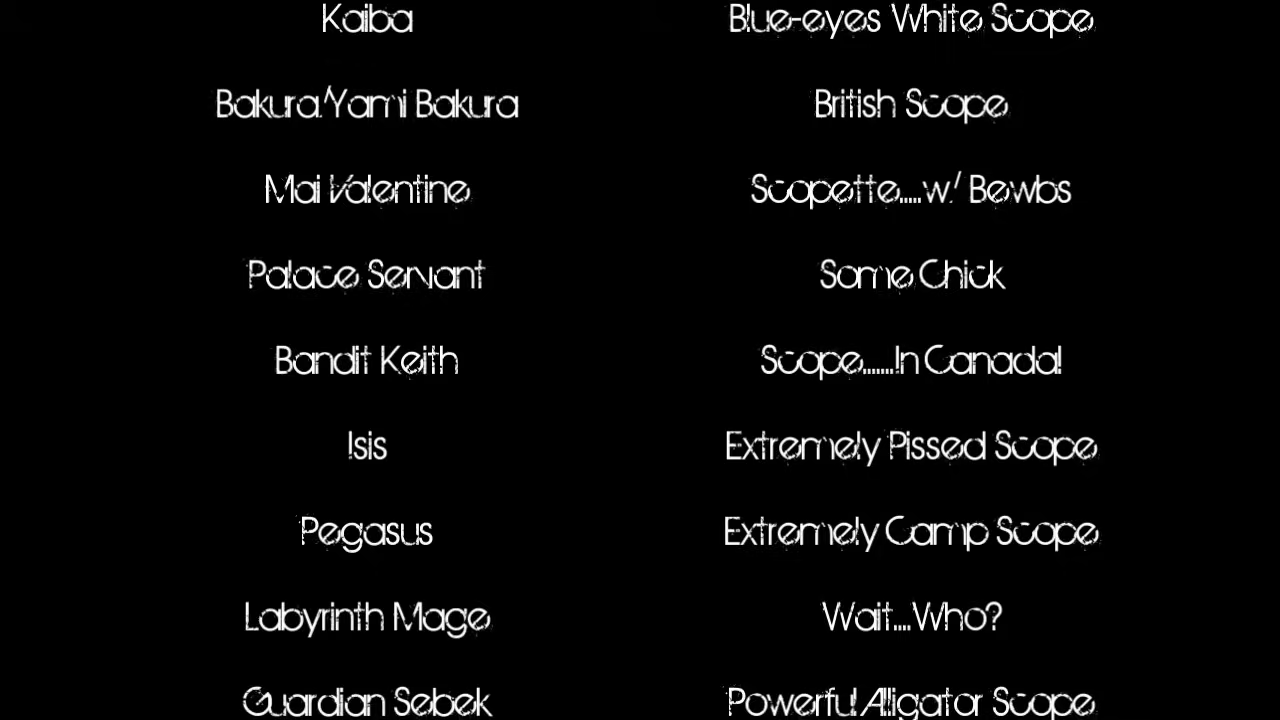 Kaiba Blue-eyes White Scope
Bakura/Yami Bakura British Scope
Mai Valentine Scopette.....w/ Bewbs
Palace Servant Some Chick
Bandit Keith Scope.......In Canada!
Isis Extremely Pissed Scope
Pegasus Extremely Camp Scope
Labyrinth Mage Wait....Who?
Guardian Sebek Powerful Alligator Scope